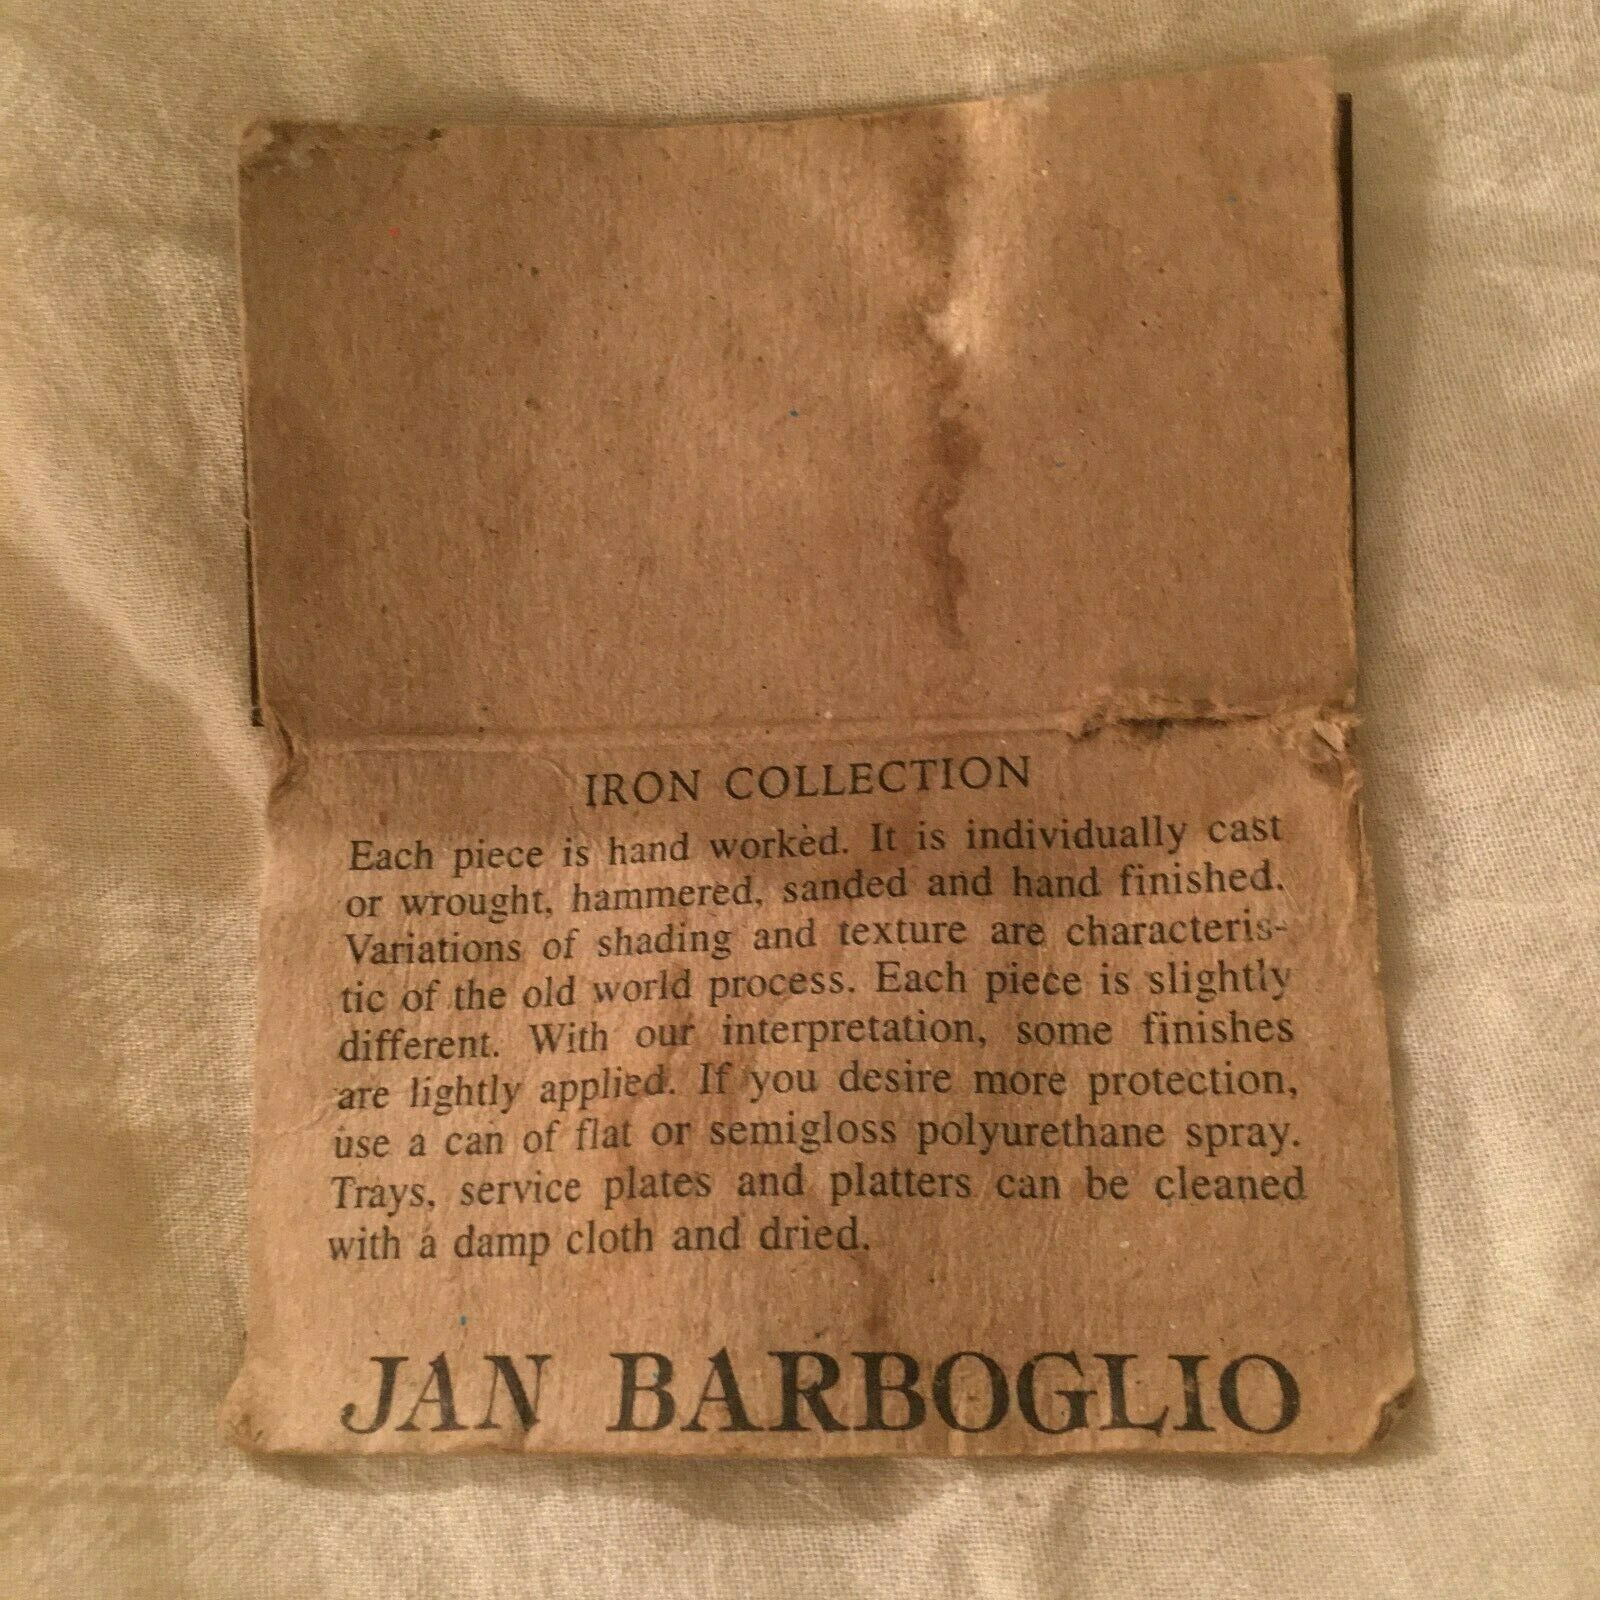 IRON COLLECTION
Each piece is hand worked. It is individually cast
or wrought, hammered, sanded and hand finished.
Variations of shading and texture are characteris-
tic of the old world process. Each piece is slightly
different. With our interpretation, some finishes
are lightly applied. If you desire more protection,
use a can of flat or semigloss polyurethane spray.
Trays, service plates and platters can be cleaned
with a damp cloth and dried.
JAN BARBOGLIO